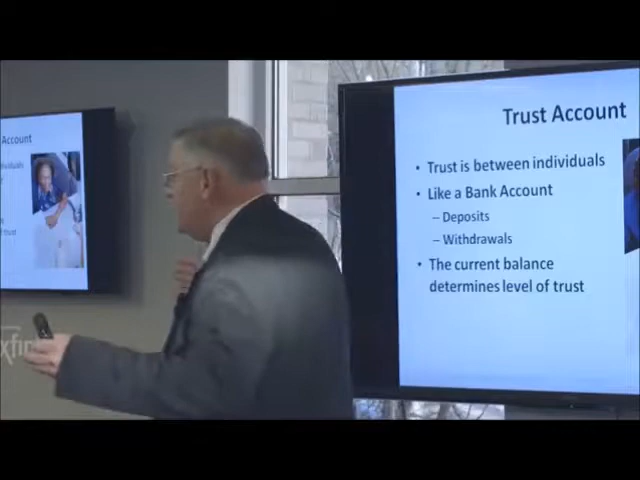 Account
Trust Account
• Trust is between individuals
• Like a Bank Account
– Deposits
– Withdrawals
• The current balance
determines level of trust